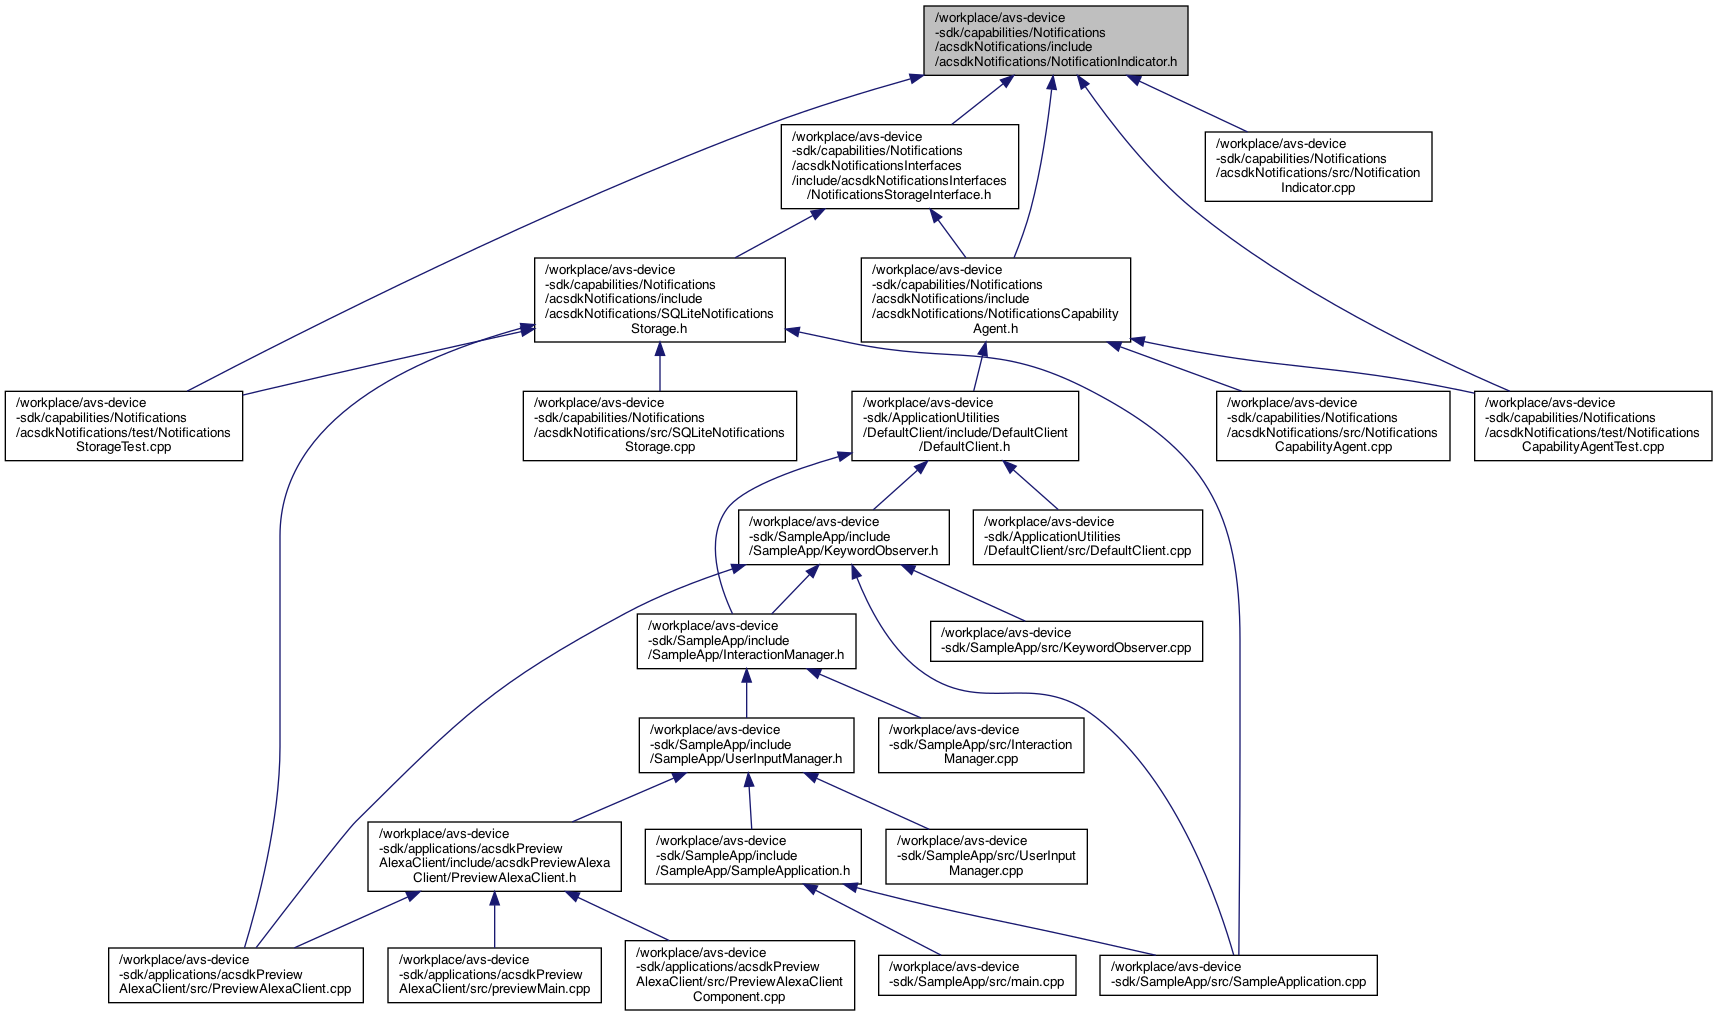 /workplace/avs-device
-sdk/capabilities/Notifications
/acsdkNotifications/include
/acsdkNotifications/NotificationIndicator.h
/workplace/avs-device
-sdk/capabilities/Notifications
/acsdkNotificationsInterfaces
/include/acsdkNotificationsInterfaces
/NotificationsStorageInterface.h
/workplace/avs-device
-sdk/capabilities/Notifications
/acsdkNotifications/src/Notification
Indicator.cpp
/workplace/avs-device
-sdk/capabilities/Notifications
/acsdkNotifications/include
/acsdkNotifications/SQLiteNotifications
Storage.h
/workplace/avs-device
-sdk/capabilities/Notifications
/acsdkNotifications/include
/acsdkNotifications/NotificationsCapability
Agent.h
/workplace/avs-device
-sdk/capabilities/Notifications
/acsdkNotifications/test/Notifications
StorageTest.cpp
/workplace/avs-device
-sdk/capabilities/Notifications
/acsdkNotifications/src/SQLiteNotifications
Storage.cpp
/workplace/avs-device
-sdk/ApplicationUtilities
/DefaultClient/include/DefaultClient
/DefaultClient.h
/workplace/avs-device
-sdk/capabilities/Notifications
/acsdkNotifications/src/Notifications
CapabilityAgent.cpp
/workplace/avs-device
-sdk/capabilities/Notifications
/acsdkNotifications/test/Notifications
CapabilityAgentTest.cpp
/workplace/avs-device
-sdk/SampleApp/include
/SampleApp/KeywordObserver.h
/workplace/avs-device
-sdk/ApplicationUtilities
/DefaultClient/src/DefaultClient.cpp
/workplace/avs-device
-sdk/SampleApp/include
/SampleApp/InteractionManager.h
/workplace/avs-device
-sdk/SampleApp/src/KeywordObserver.cpp
/workplace/avs-device
-sdk/SampleApp/include
/SampleApp/UserInputManager.h
/workplace/avs-device
-sdk/SampleApp/src/Interaction
Manager.cpp
/workplace/avs-device
-sdk/applications/acsdkPreview
AlexaClient/include/acsdkPreviewAlexa
Client/PreviewAlexaClient.h
/workplace/avs-device
-sdk/SampleApp/include
/SampleApp/SampleApplication.h
/workplace/avs-device
-sdk/SampleApp/src/UserInput
Manager.cpp
/workplace/avs-device
-sdk/applications/acsdkPreview
AlexaClient/src/PreviewAlexaClient.cpp
/workplace/avs-device
-sdk/applications/acsdkPreview
AlexaClient/src/previewMain.cpp
/workplace/avs-device
-sdk/applications/acsdkPreview
AlexaClient/src/PreviewAlexaClient
Component.cpp
/workplace/avs-device
-sdk/SampleApp/src/main.cpp
/workplace/avs-device
-sdk/SampleApp/src/SampleApplication.cpp